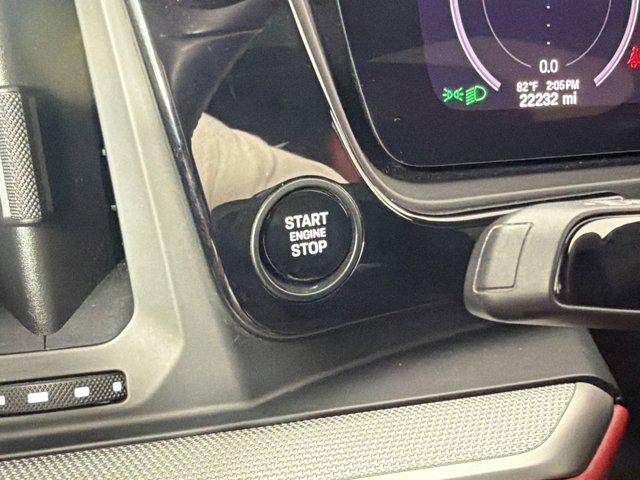 0.0
82°F 2:05PM
22232 mi
START
ENGINE
STOP